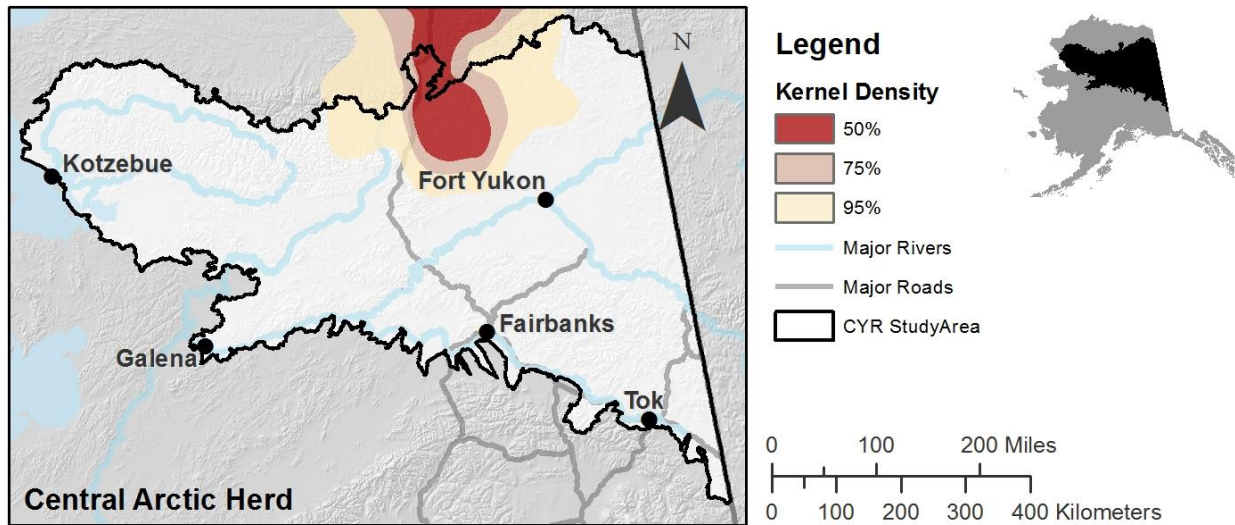 N
Kotzebue
Fort Yukon
Fairbanks
Galena
Tok
Central Arctic Herd
Legend
Kernel Density
50%
75%
95%
Major Rivers
Major Roads
CYR StudyArea
0 100 200 Miles
0 100 200 300 400 Kilometers